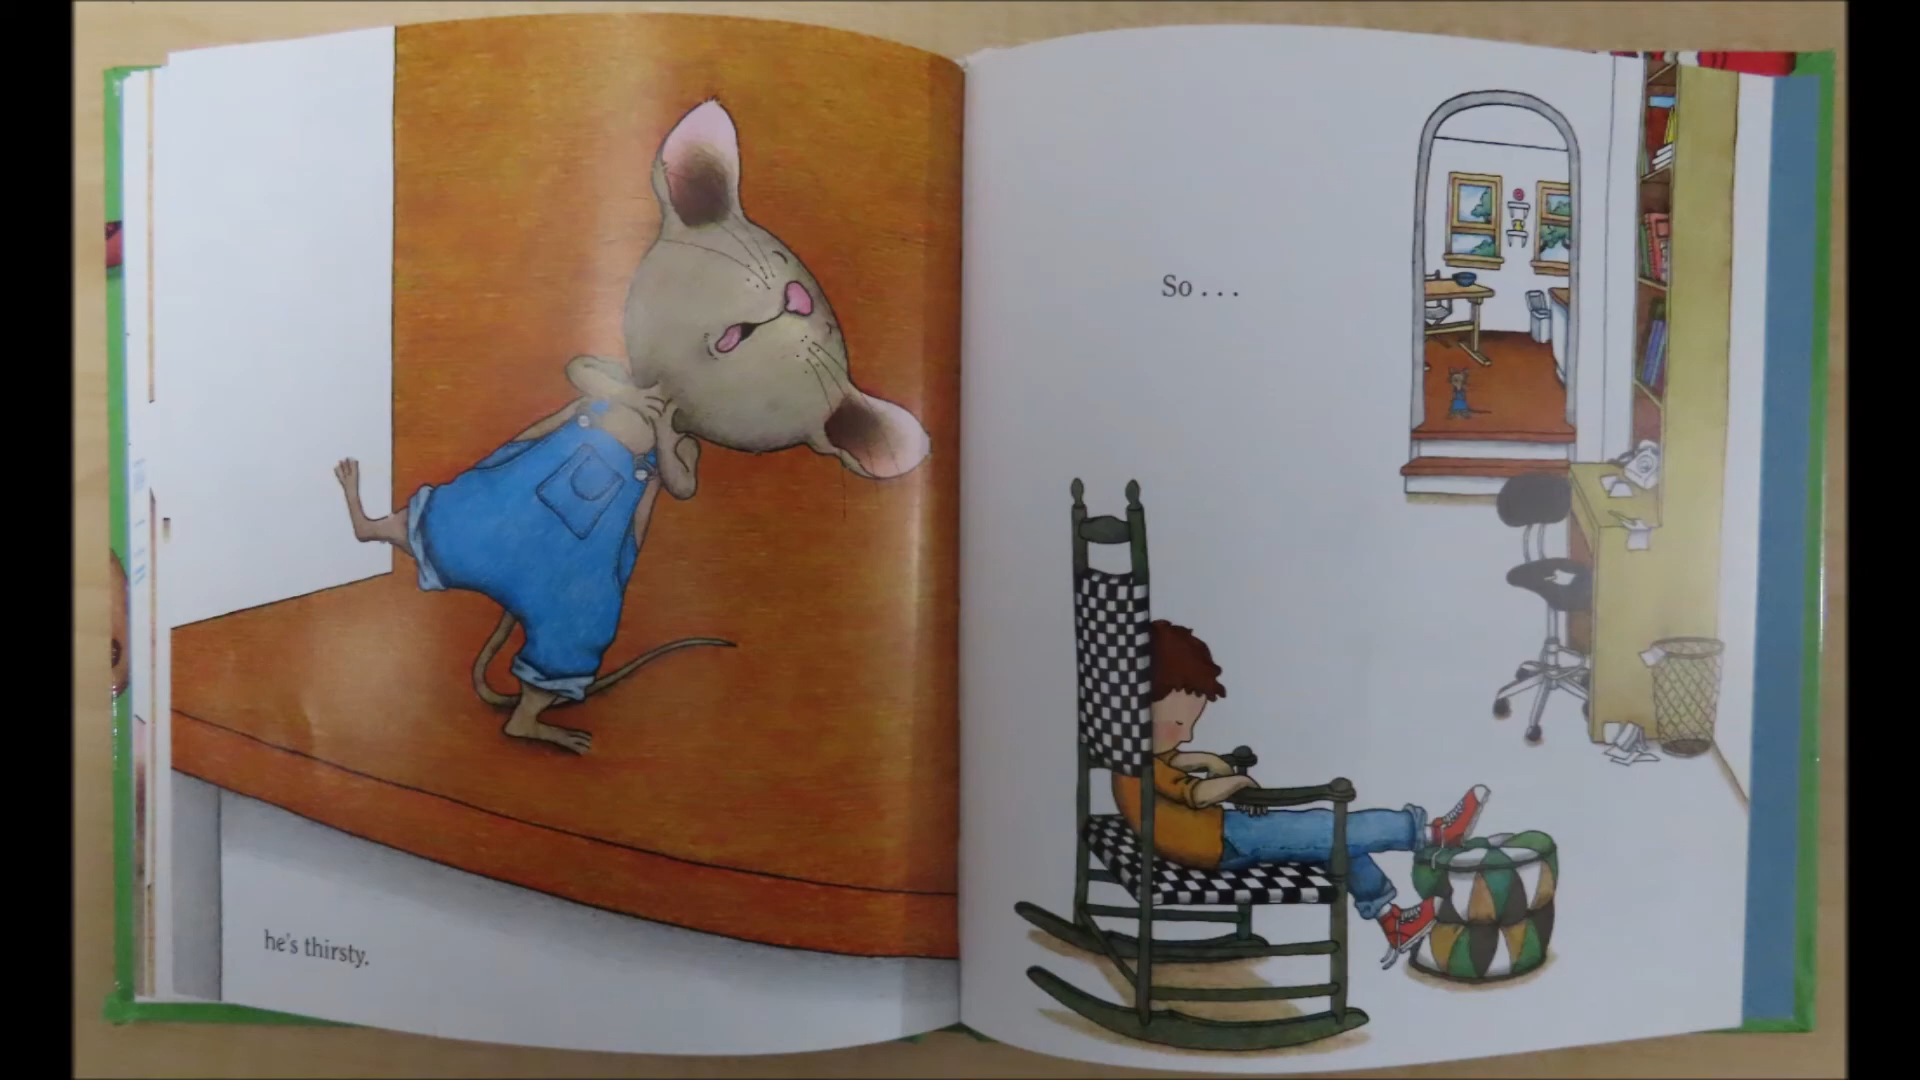 he's thirsty.
So . . .